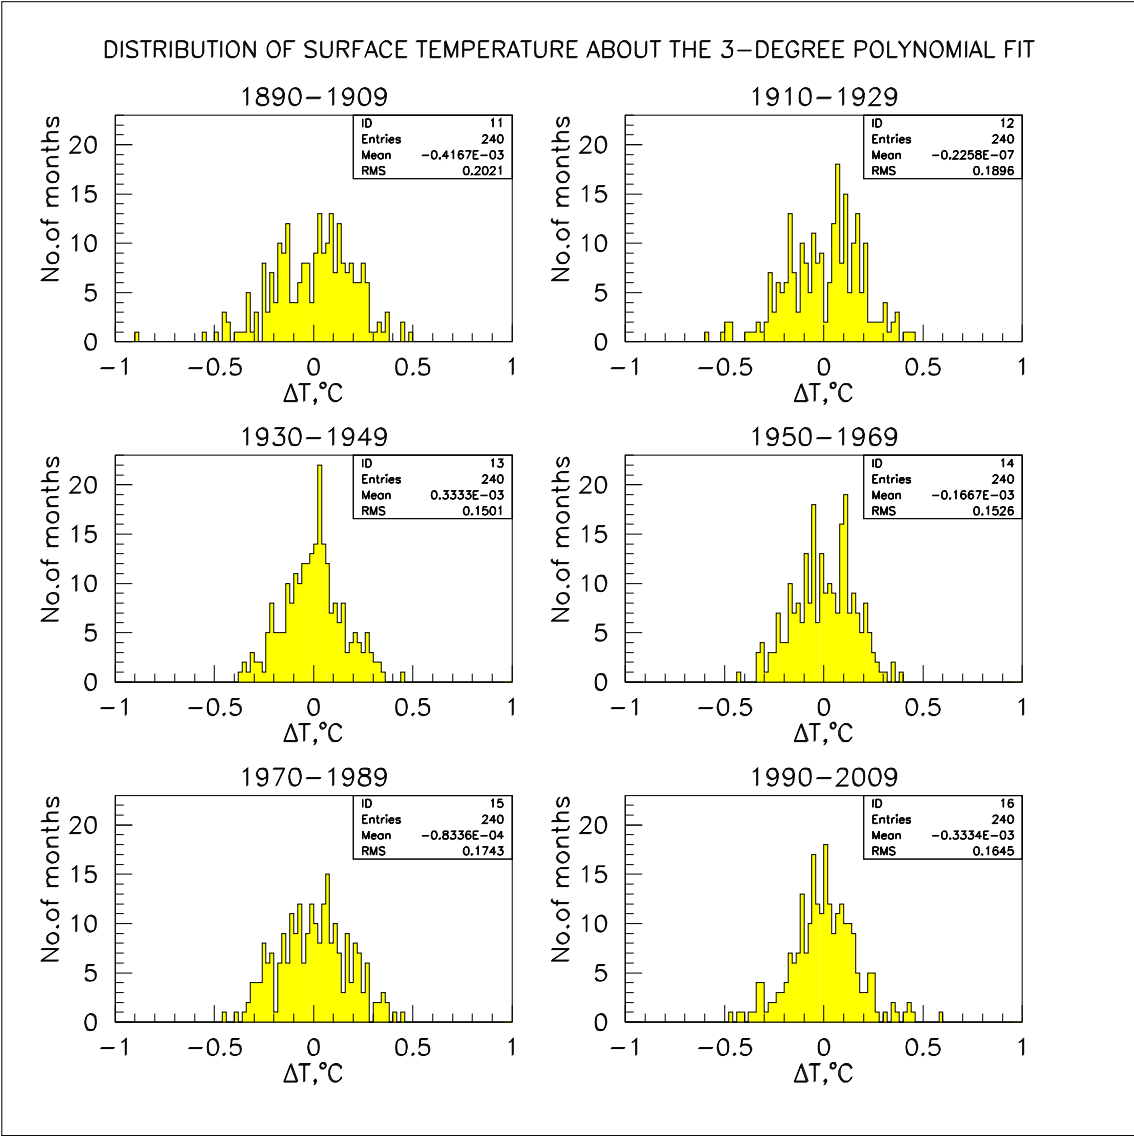 DISTRIBUTION OF SURFACE TEMPERATURE ABOUT THE 3-DEGREE POLYNOMIAL FIT
1890-1909
No.of months
20
15
10
5
0
ID 11
Entries 240
Mean -0.4167E-03
RMS 0.2021
-1 -0.5 0 0.5 1
ΔT,°C
1910-1929
No.of months
20
15
10
5
0
ID 12
Entries 240
Mean -0.2258E-07
RMS 0.1896
-1 -0.5 0 0.5 1
ΔT,°C
1930-1949
No.of months
20
15
10
5
0
ID 13
Entries 240
Mean 0.3333E-03
RMS 0.1501
-1 -0.5 0 0.5 1
ΔT,°C
1950-1969
No.of months
20
15
10
5
0
ID 14
Entries 240
Mean -0.1667E-03
RMS 0.1526
-1 -0.5 0 0.5 1
ΔT,°C
1970-1989
No.of months
20
15
10
5
0
ID 15
Entries 240
Mean -0.8336E-04
RMS 0.1743
-1 -0.5 0 0.5 1
ΔT,°C
1990-2009
No.of months
20
15
10
5
0
ID 16
Entries 240
Mean -0.3334E-03
RMS 0.1645
-1 -0.5 0 0.5 1
ΔT,°C